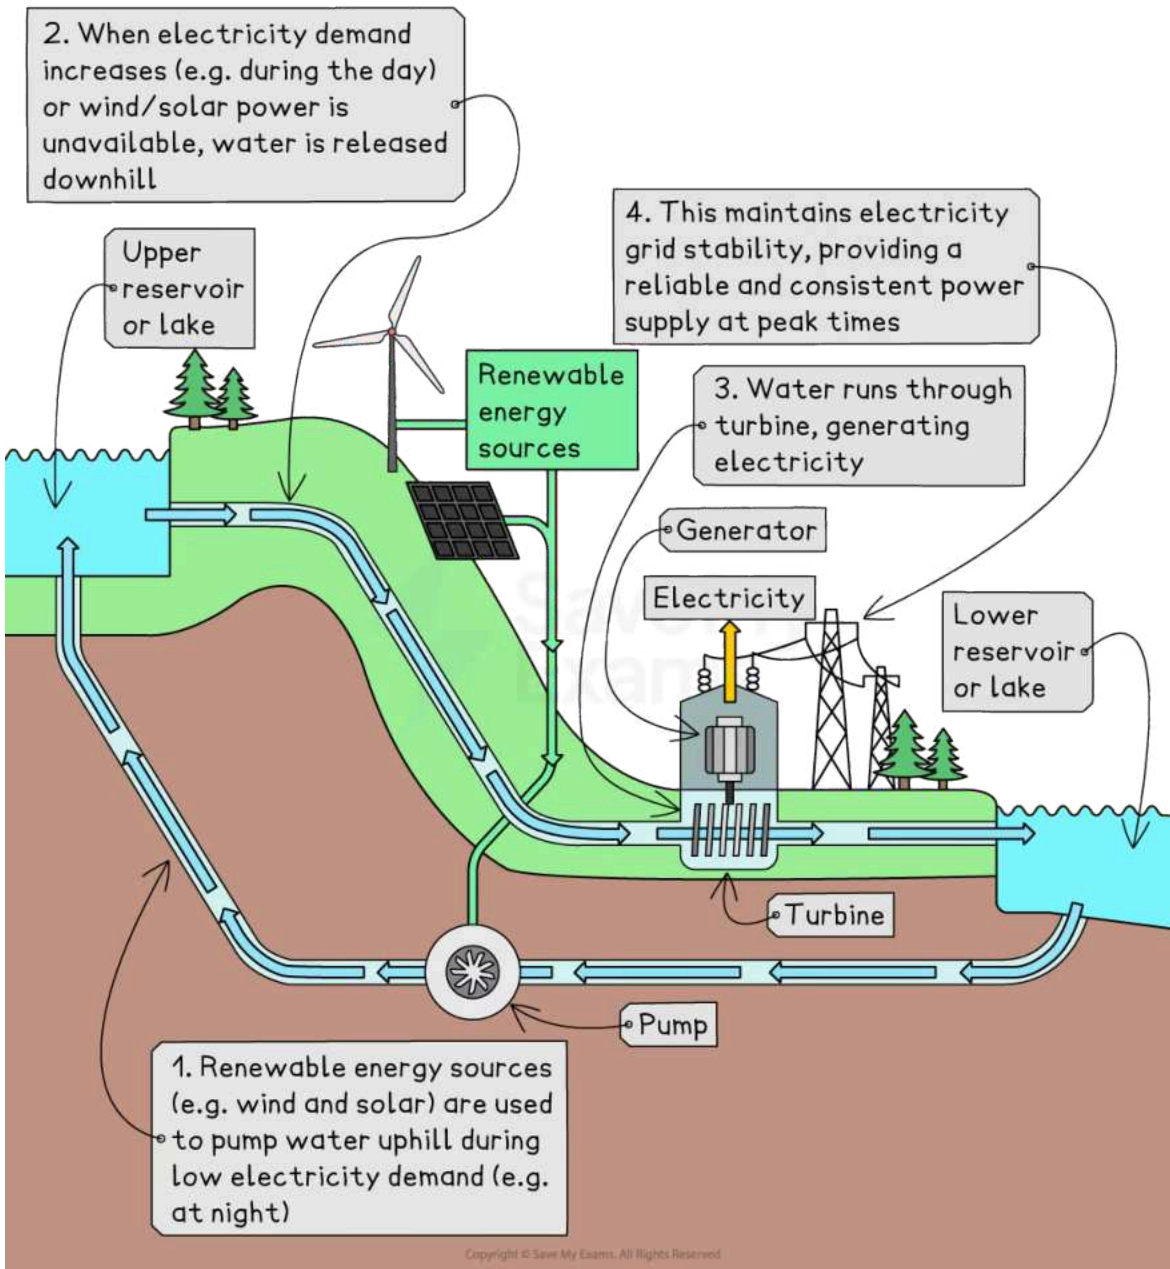 2. When electricity demand
increases (e.g. during the day)
or wind/solar power is
unavailable, water is released
downhill
Upper
reservoir
or lake
4. This maintains electricity
grid stability, providing a
reliable and consistent power
supply at peak times
Renewable
energy
sources
3. Water runs through
turbine, generating
electricity
Generator
Electricity
Lower
reservoir
or lake
Turbine
Pump
1. Renewable energy sources
(e.g. wind and solar) are used
to pump water uphill during
low electricity demand (e.g.
at night)
Copyright © Save My Exams. All Rights Reserved